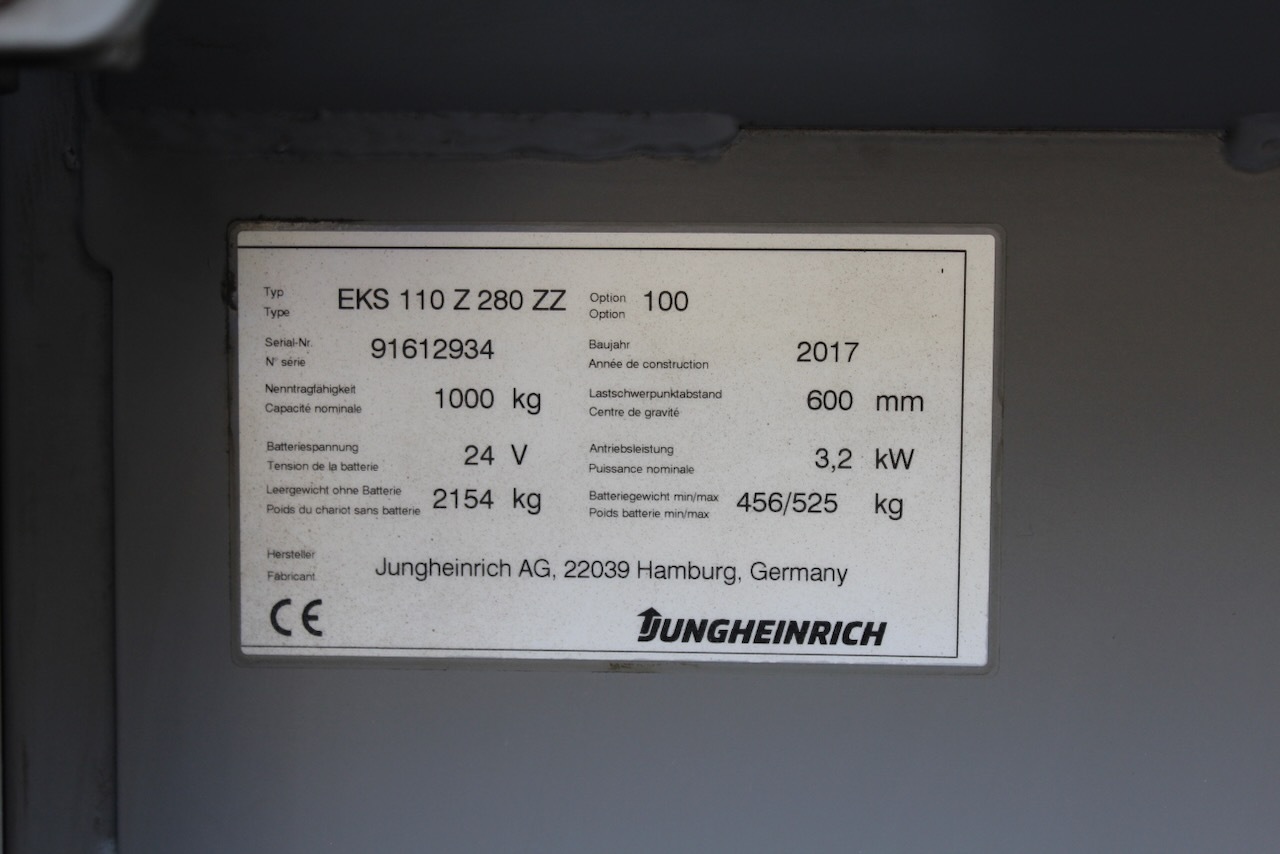 Typ
Type
EKS 110 Z 280 ZZ
Option
Option
100
Serial-Nr.
N° série
91612934
Baujahr
Année de construction
2017
Nenntragfähigkeit
Capacité nominale
1000 kg
Lastschwerpunktabstand
Centre de gravité
600 mm
Batteriespannung
Tension de la batterie
24 V
Antriebsleistung
Puissance nominale
3,2 kW
Leergewicht ohne Batterie
Poids du chariot sans batterie
2154 kg
Batteriegewicht min/max
Poids batterie min/max
456/525 kg
Hersteller
Fabricant
Jungheinrich AG, 22039 Hamburg, Germany
CE
JUNGHEINRICH